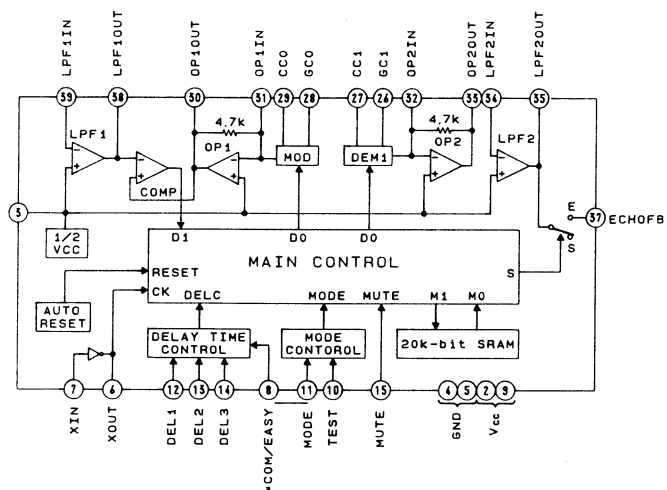 LPF1IN
LPF1OUT
OP1OUT
OP1IN
CC0
GC0
CC1
GC1
OP2IN
OP2OUT
LPF2IN
LPF2OUT
39
38
30
31
29
28
27
26
32
33
34
35
4.7k
4.7k
LPF1
OP1
OP2
LPF2
MOD
DEM1
COMP
E
37 ECHOFB
3
S
1/2
VCC
D1
D0
D0
MAIN CONTROL
RESET
S
CK
AUTO
RESET
DELC
MODE
MUTE
M1
M0
DELAY TIME
CONTROL
MODE
CONTOROL
20k-bit SRAM
7
6
12
13
14
8
11
10
15
4
5
2
9
XIN
XOUT
DEL1
DEL2
DEL3
COM/EASY
MODE
TEST
MUTE
GND
Vcc